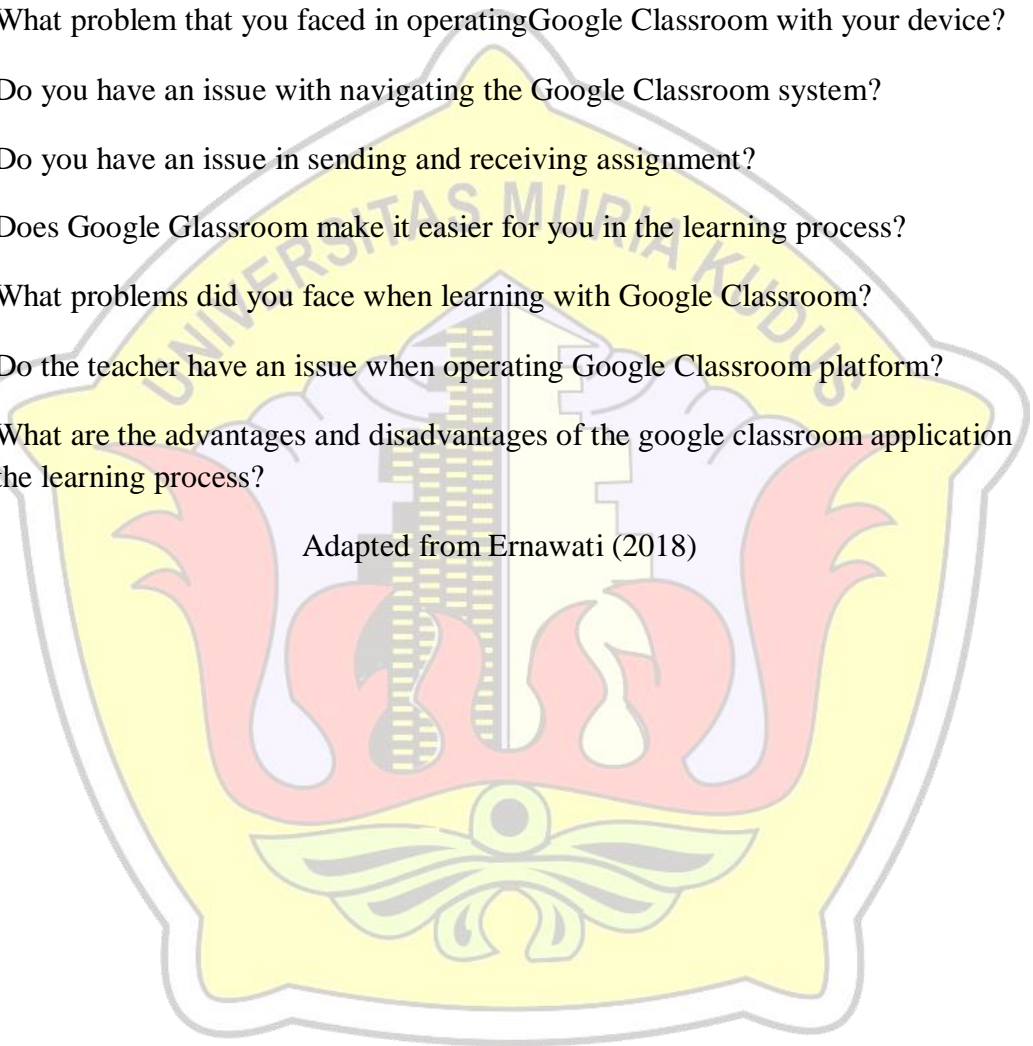 What problem that you faced in operatingGoogle Classroom with your device?
Do you have an issue with navigating the Google Classroom system?
Do you have an issue in sending and receiving assignment?
Does Google Glassroom make it easier for you in the learning process?
What problems did you face when learning with Google Classroom?
Do the teacher have an issue when operating Google Classroom platform?
What are the advantages and disadvantages of the google classroom application
the learning process?
Adapted from Ernawati (2018)
UNIVERSITAS MURIA KUDUS